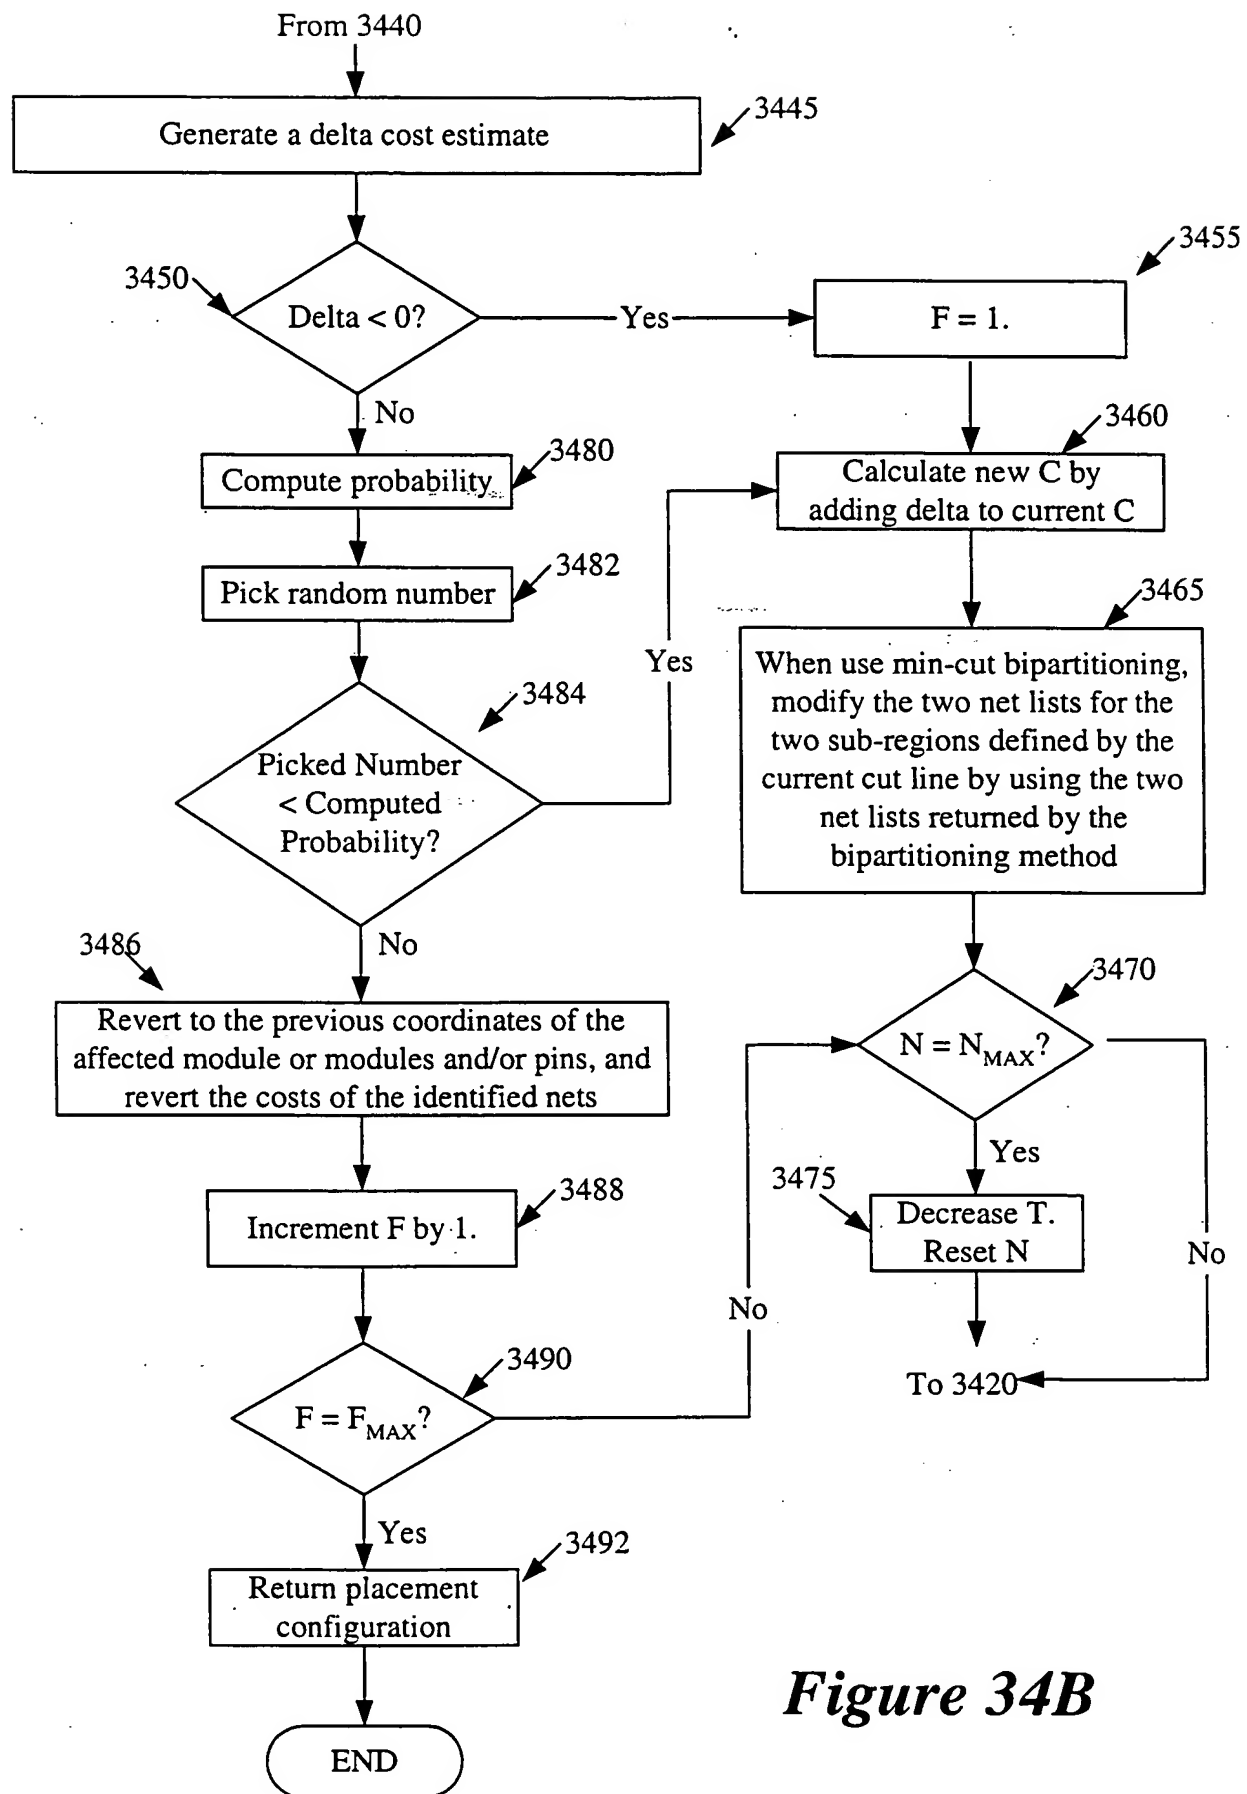 From 3440
Generate a delta cost estimate
3445
3450
Delta < 0?
Yes
3455
F = 1.
No
3460
Calculate new C by
adding delta to current C
3480
Compute probability
3482
Pick random number
Yes
3465
When use min-cut bipartitioning,
modify the two net lists for the
two sub-regions defined by the
current cut line by using the two
net lists returned by the
bipartitioning method
3484
Picked Number
< Computed
Probability?
No
3486
Revert to the previous coordinates of the
affected module or modules and/or pins, and
revert the costs of the identified nets
3470
N = NMAX?
Yes
3475
Decrease T.
Reset N
No
3488
Increment F by 1.
No
3490
F = FMAX?
To 3420
Yes
3492
Return placement
configuration
END
Figure 34B